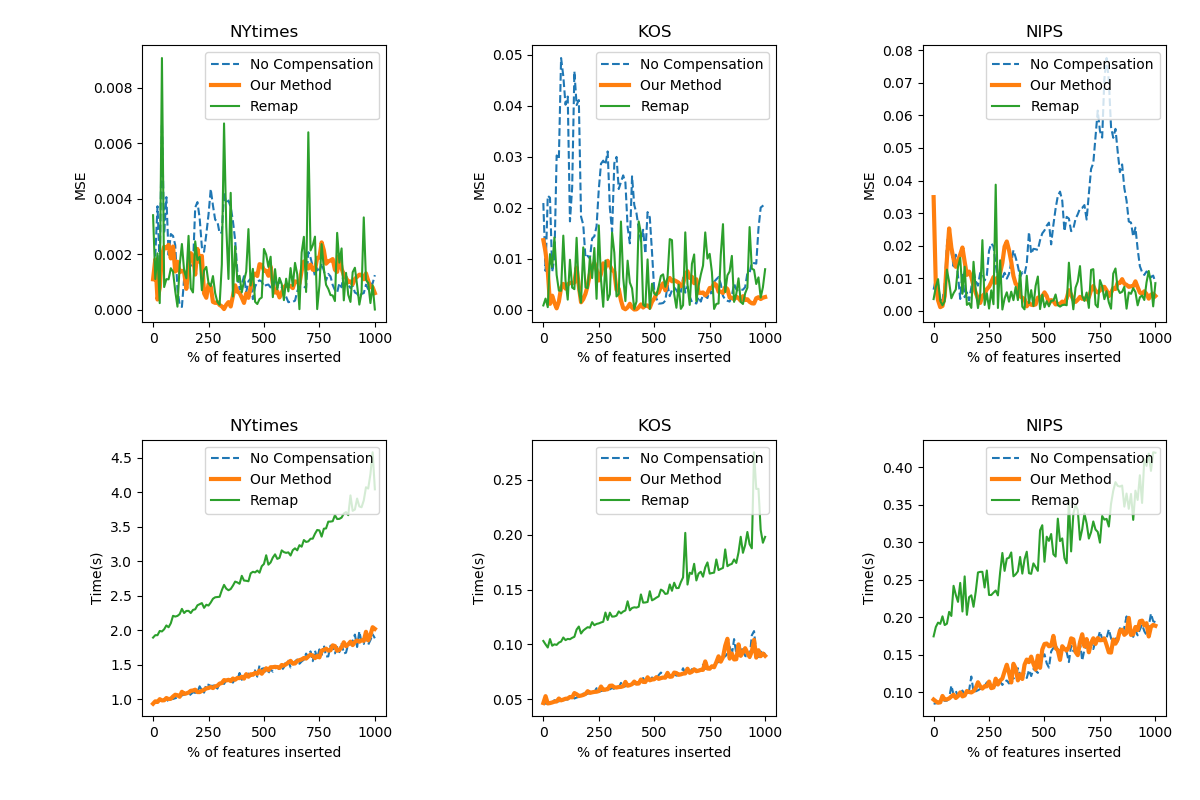 NYtimes
MSE
0.008
0.006
0.004
0.002
0.000
No Compensation
Our Method
Remap
0 250 500 750 1000
% of features inserted
KOS
MSE
0.05
0.04
0.03
0.02
0.01
0.00
No Compensation
Our Method
Remap
0 250 500 750 1000
% of features inserted
NIPS
MSE
0.08
0.07
0.06
0.05
0.04
0.03
0.02
0.01
0.00
No Compensation
Our Method
Remap
0 250 500 750 1000
% of features inserted
NYtimes
Time(s)
4.5
4.0
3.5
3.0
2.5
2.0
1.5
1.0
No Compensation
Our Method
Remap
0 250 500 750 1000
% of features inserted
KOS
Time(s)
0.25
0.20
0.15
0.10
0.05
No Compensation
Our Method
Remap
0 250 500 750 1000
% of features inserted
NIPS
Time(s)
0.40
0.35
0.30
0.25
0.20
0.15
0.10
No Compensation
Our Method
Remap
0 250 500 750 1000
% of features inserted